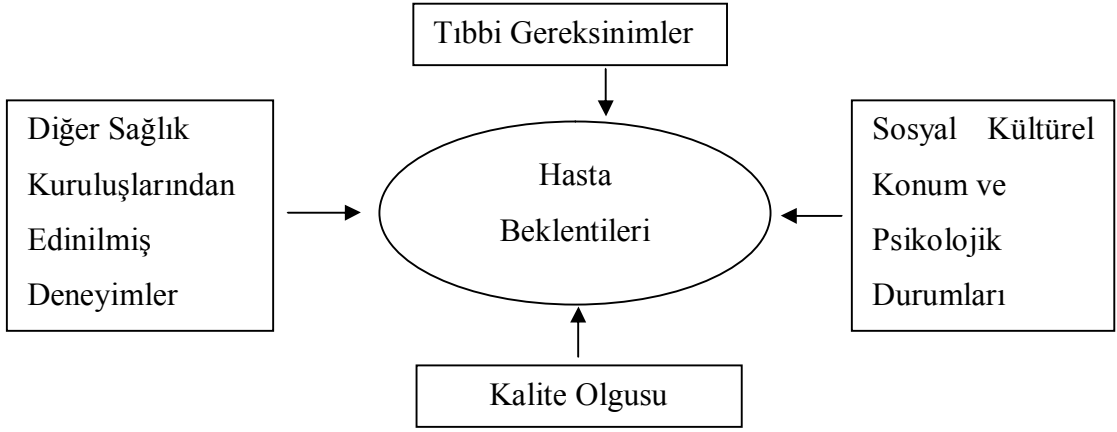 Tıbbi Gereksinimler
Diğer Sağlık
Kuruluşlarından
Edinilmiş
Deneyimler
Hasta
Beklentileri
Sosyal Kültürel
Konum ve
Psikolojik
Durumları
Kalite Olgusu